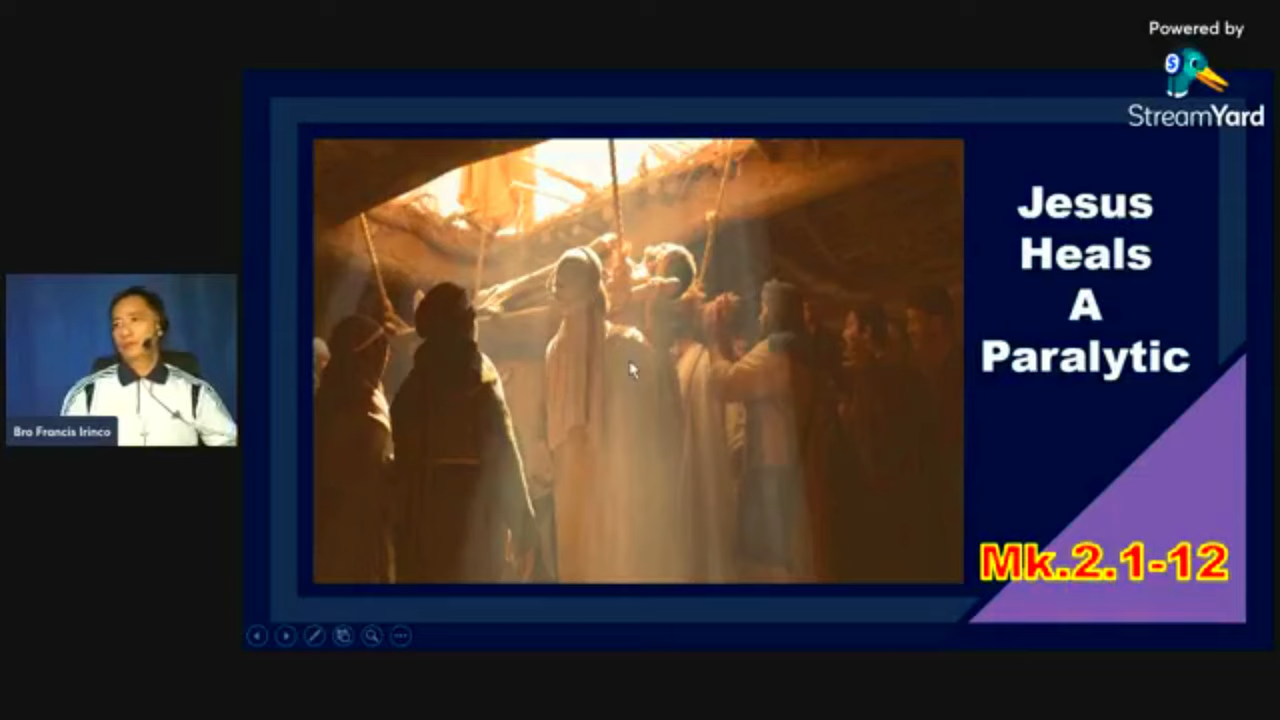 Powered by
StreamYard
Jesus
Heals
A
Paralytic
Bro Francis Irinco
Mk.2.1-12